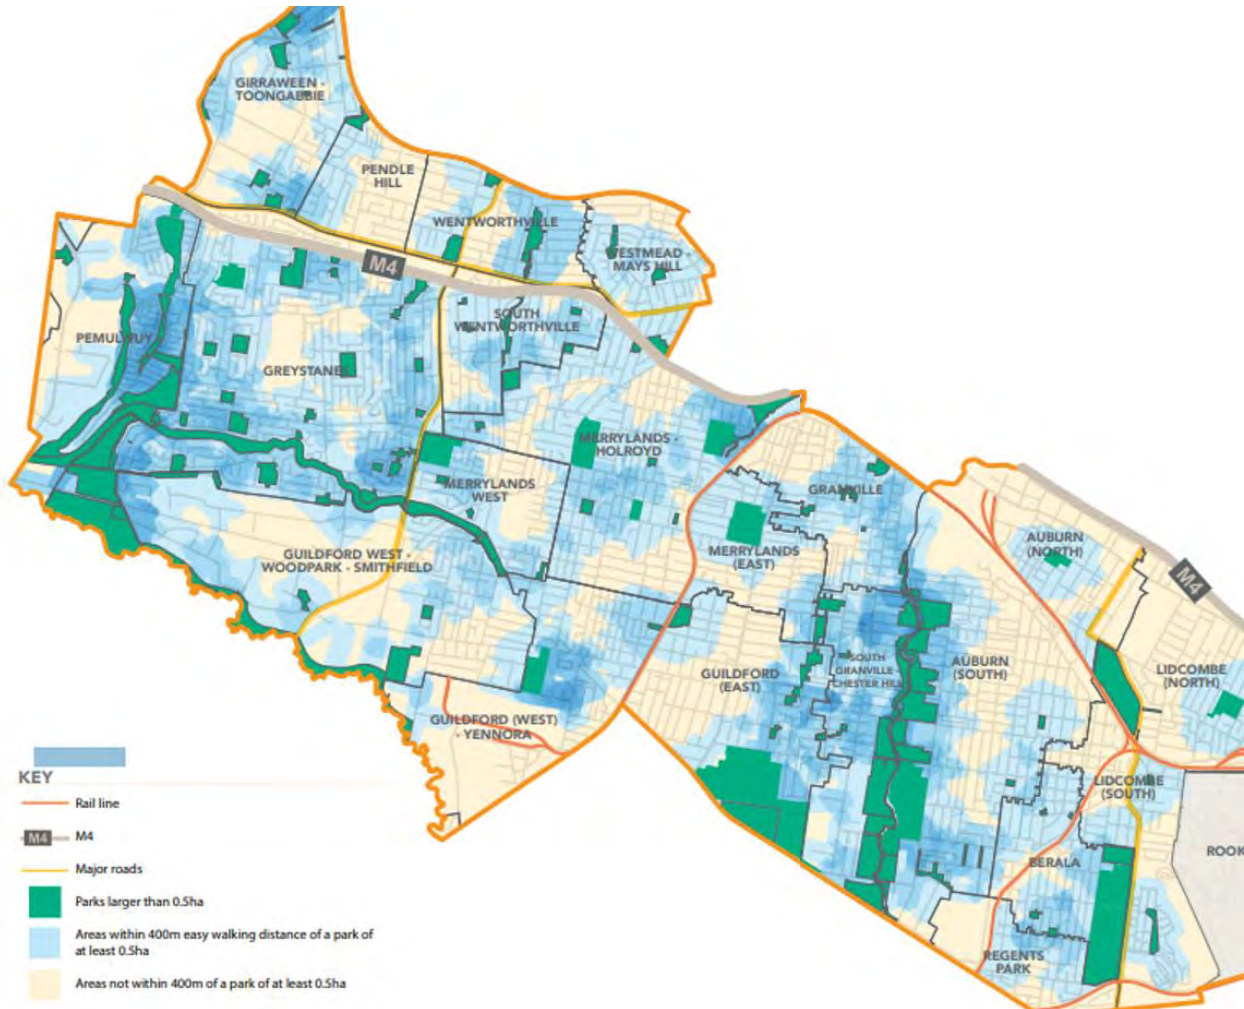 GIRRAWEEN -
TOONGABBIE
PENDLE
HILL
WENTWORTHVILLE
WESTMEAD -
MAYS HILL
M4
SOUTH
WENTWORTHVILLE
PEMULWUY
GREYSTANES
MERRYLANDS -
HOLROYD
MERRYLANDS
WEST
GRANVILLE
AUBURN
(NORTH)
M4
MERRYLANDS
(EAST)
GUILDFORD WEST -
WOODPARK - SMITHFIELD
SOUTH
GRANVILLE
CHESTER HILL
AUBURN
(SOUTH)
LIDCOMBE
(NORTH)
GUILDFORD
(EAST)
GUILDFORD (WEST)
- YENNORA
LIDCOMBE
(SOUTH)
ROOK
BERALA
REGENTS
PARK
KEY
Rail line
M4 M4
Major roads
Parks larger than 0.5ha
Areas within 400m easy walking distance of a park of
at least 0.5ha
Areas not within 400m of a park of at least 0.5ha